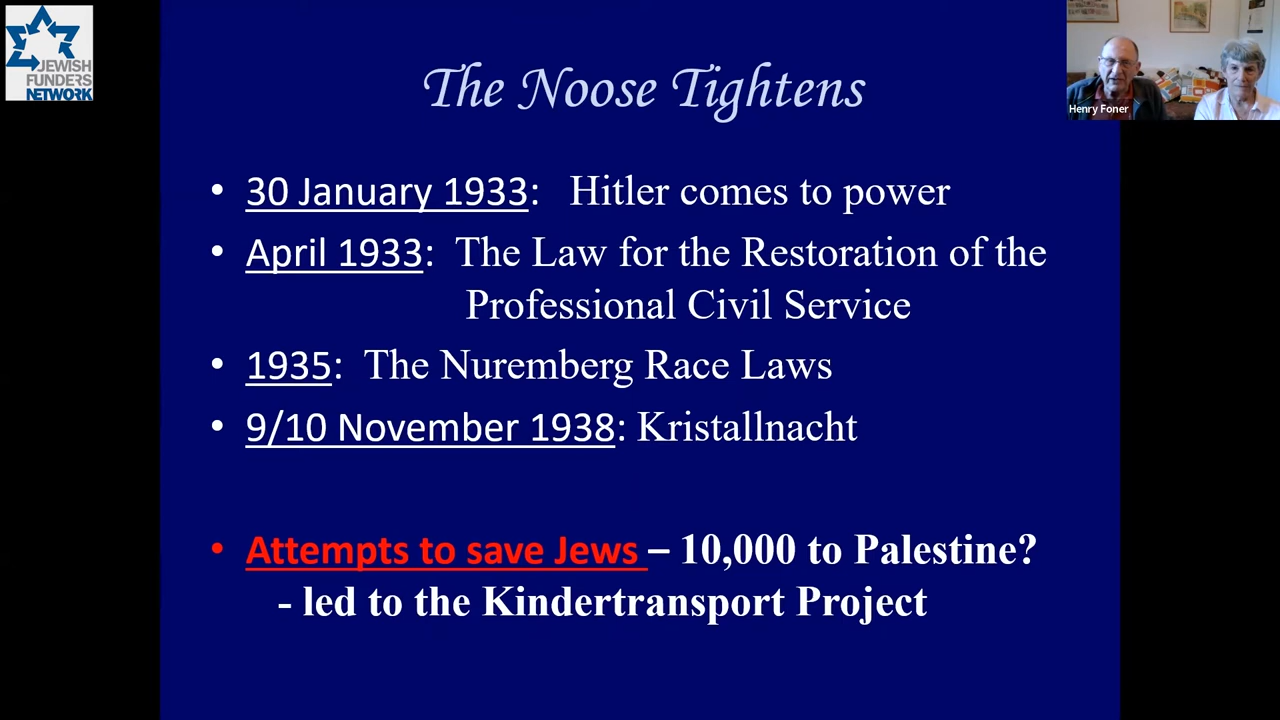 JEWISH
FUNDERS
NETWORK
The Noose Tightens
Henry Foner
• 30 January 1933: Hitler comes to power
• April 1933: The Law for the Restoration of the
Professional Civil Service
• 1935: The Nuremberg Race Laws
• 9/10 November 1938: Kristallnacht
• Attempts to save Jews – 10,000 to Palestine?
- led to the Kindertransport Project